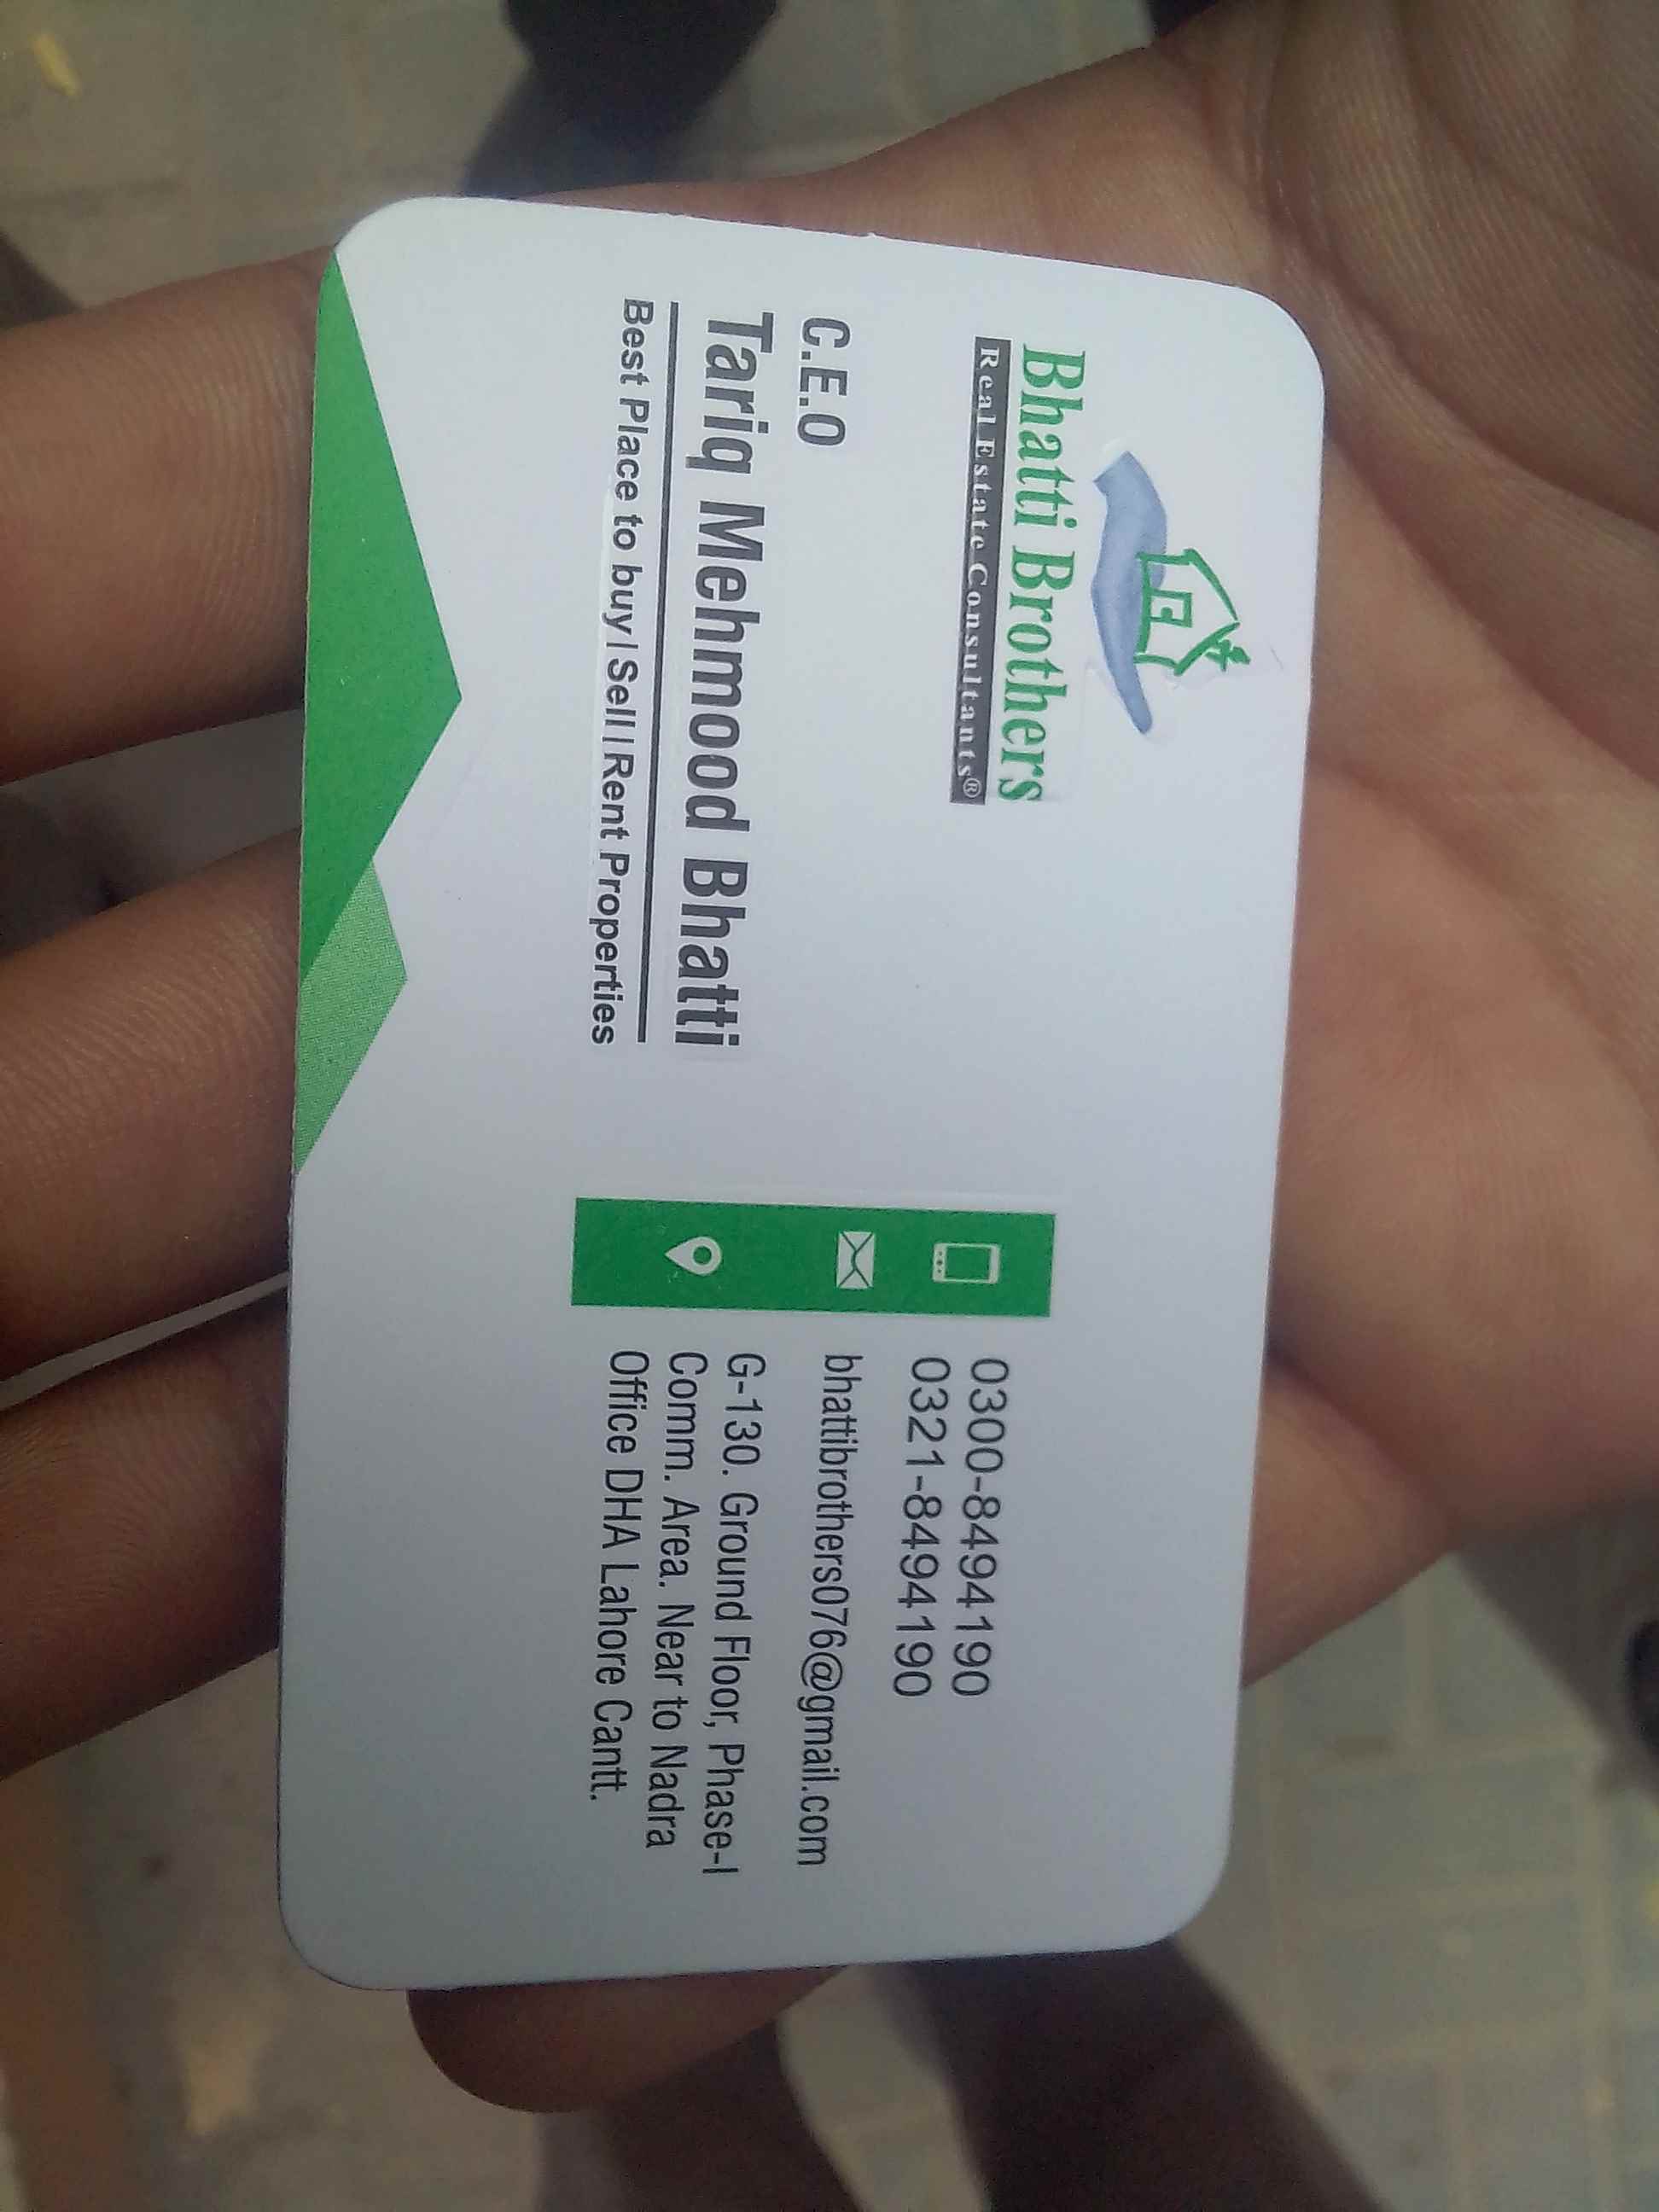 Bhatti Brothers
Real Estate Consultants®
C.E.O
Tariq Mehmood Bhatti
Best Place to buy | Sell | Rent Properties
0300-8494190
0321-8494190
bhattibrothers076@gmail.com
G-130. Ground Floor, Phase-I
Comm. Area. Near to Nadra
Office DHA Lahore Cantt.